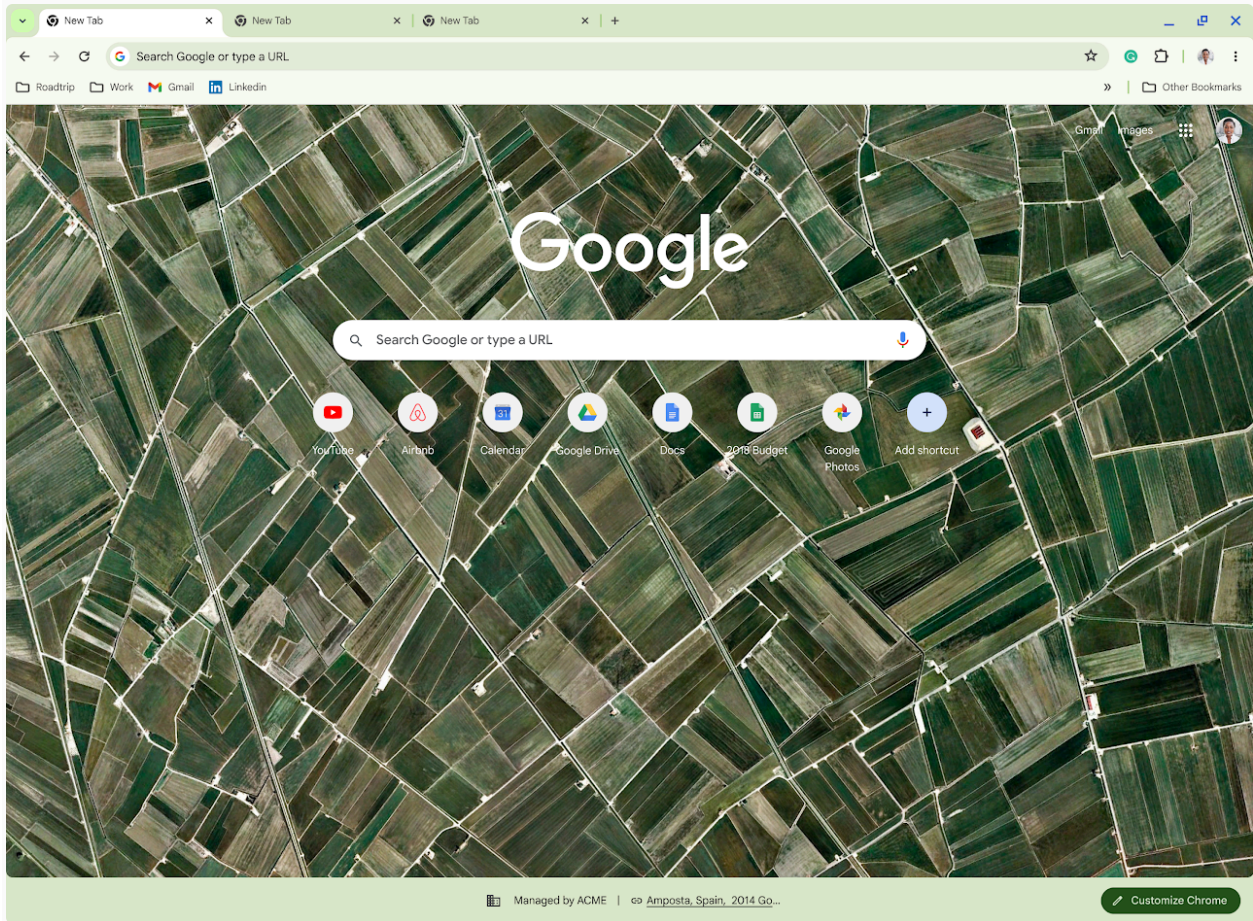 New Tab
New Tab
New Tab
Search Google or type a URL
Roadtrip Work Gmail Linkedin Other Bookmarks
Gmail Images
Google
Search Google or type a URL
31
YouTube Airbnb Calendar Google Drive Docs 2018 Budget Google Photos Add shortcut
Managed by ACME | Amposta, Spain, 2014 Go...
Customize Chrome